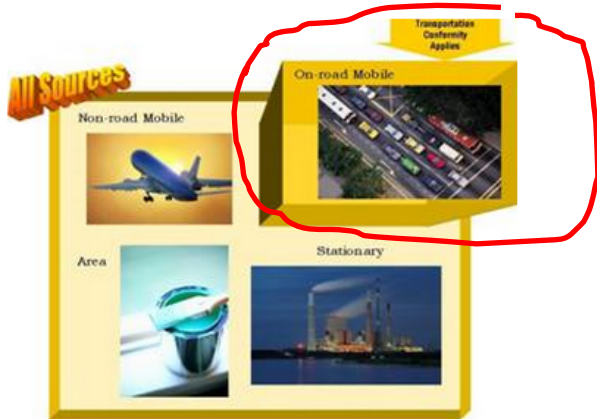 Transportation
Conformity
Applies
All Sources
On-road Mobile
Non-road Mobile
Area
Stationary